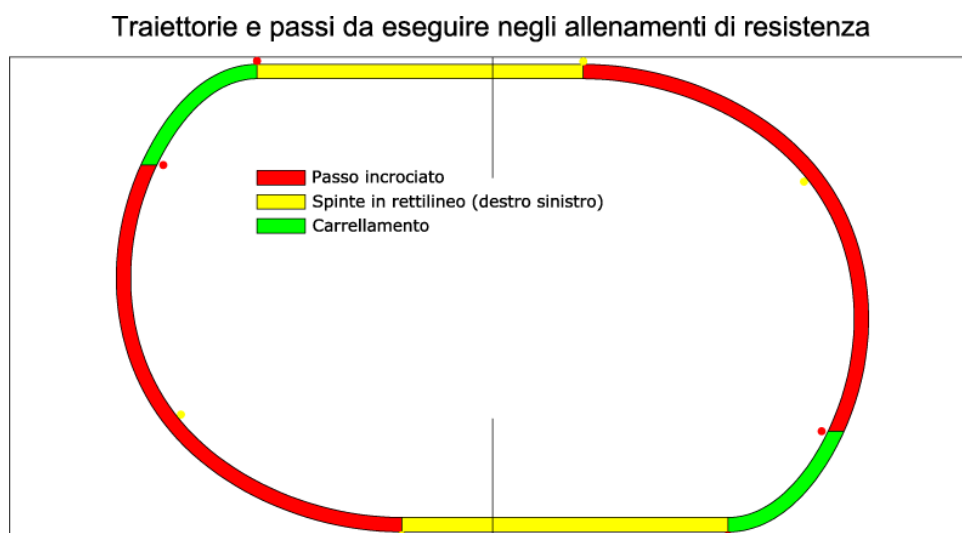 Traiettorie e passi da eseguire negli allenamenti di resistenza
Passo incrociato
Spinte in rettilineo (destro sinistro)
Carrellamento